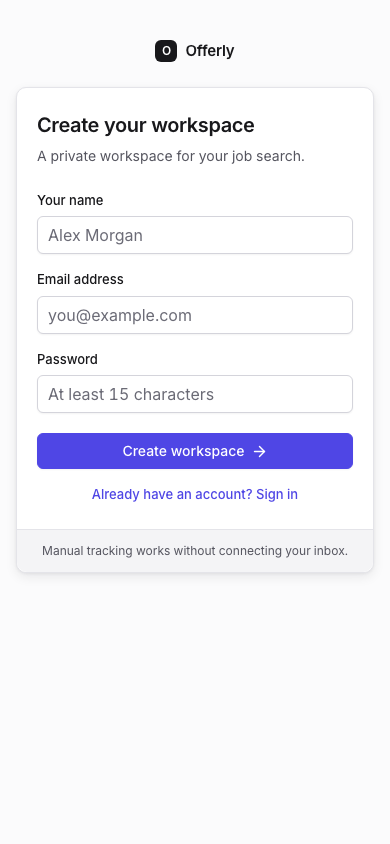 O Offerly
Create your workspace
A private workspace for your job search.
Your name
Alex Morgan
Email address
you@example.com
Password
At least 15 characters
Create workspace →
Already have an account? Sign in
Manual tracking works without connecting your inbox.